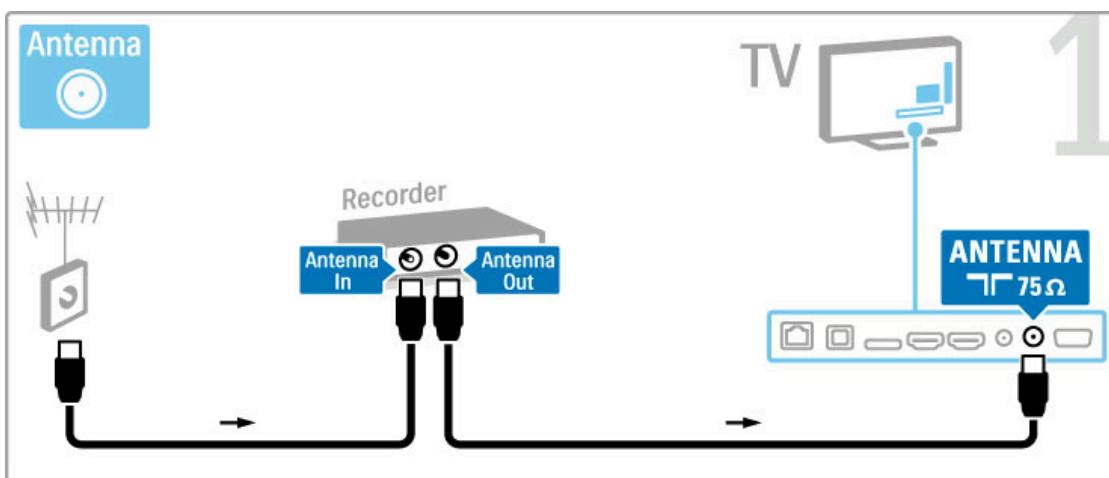 Antenna
TV
1
Recorder
Antenna
In
Antenna
Out
ANTENNA
75 Ω